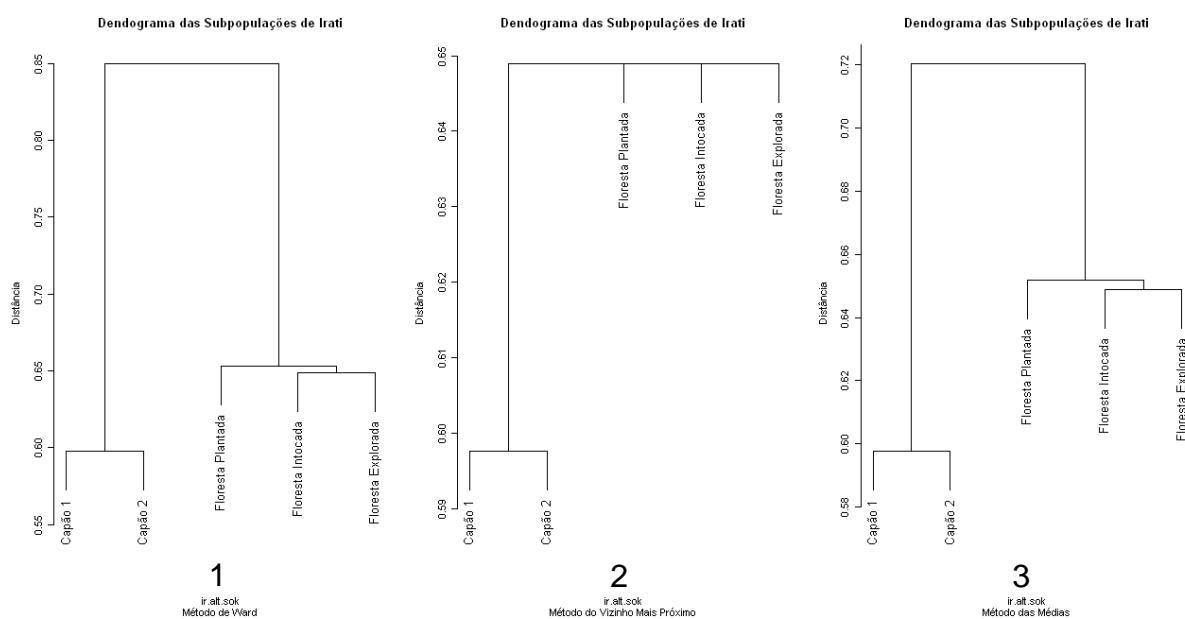 Dendograma das Subpopulações de Irati
Distância
0.85
0.80
0.75
0.70
0.65
0.60
0.55
Capão 1
Capão 2
Floresta Plantada
Floresta Intocada
Floresta Explorada
1
ir.alt.sok
Método de Ward
Dendograma das Subpopulações de Irati
Distância
0.65
0.64
0.63
0.62
0.61
0.60
0.59
Capão 1
Capão 2
Floresta Plantada
Floresta Intocada
Floresta Explorada
2
ir.alt.sok
Método do Vizinho Mais Próximo
Dendograma das Subpopulações de Irati
Distância
0.72
0.70
0.68
0.66
0.64
0.62
0.60
0.58
Capão 1
Capão 2
Floresta Plantada
Floresta Intocada
Floresta Explorada
3
ir.alt.sok
Método das Médias